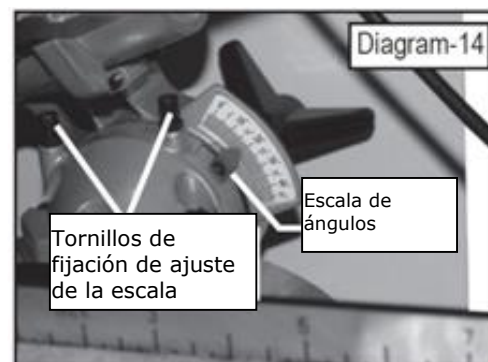 Diagram-14
Escala de
ángulos
Tornillos de
fijación de ajuste
de la escala